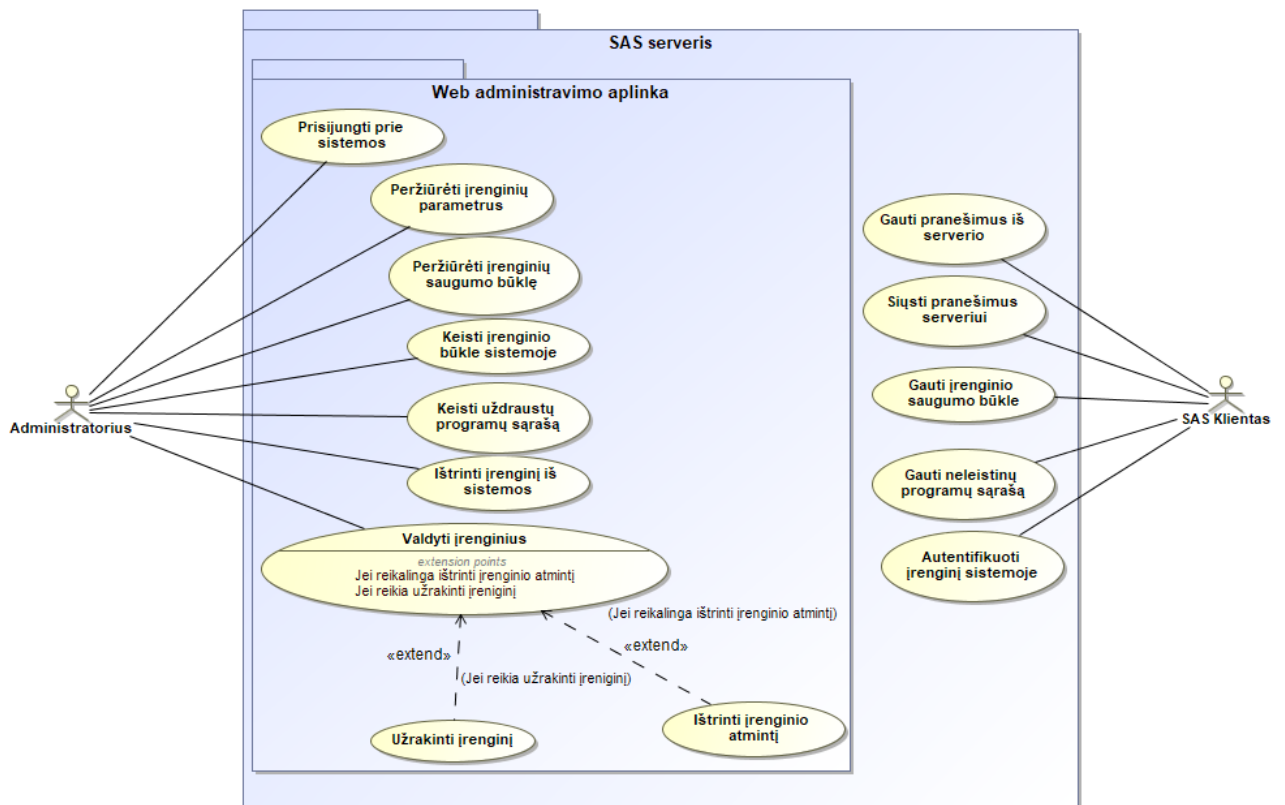 SAS serveris
Web administravimo aplinka
Prisijungti prie
sistemos
Peržiūrėti įrenginių
parametrus
Peržiūrėti įrenginių
saugumo būklę
Keisti įrenginio
būkle sistemoje
Keisti uždraustų
programų sąrašą
Ištrinti įrenginį iš
sistemos
Valdyti įrenginius
extension points
Jei reikalinga ištrinti įrenginio atmintį
Jei reikia užrakinti įreniginį
(Jei reikalinga ištrinti įrenginio atmintį)
«extend»
«extend»
(Jei reikia užrakinti įreniginį)
Užrakinti įrenginį
Ištrinti įrenginio
atmintį
Administratorius
Gauti pranešimus iš
serverio
Siųsti pranešimus
serveriui
Gauti įrenginio
saugumo būkle
Gauti neleistinų
programų sąrašą
Autentifikuoti
įrenginį sistemoje
SAS Klientas